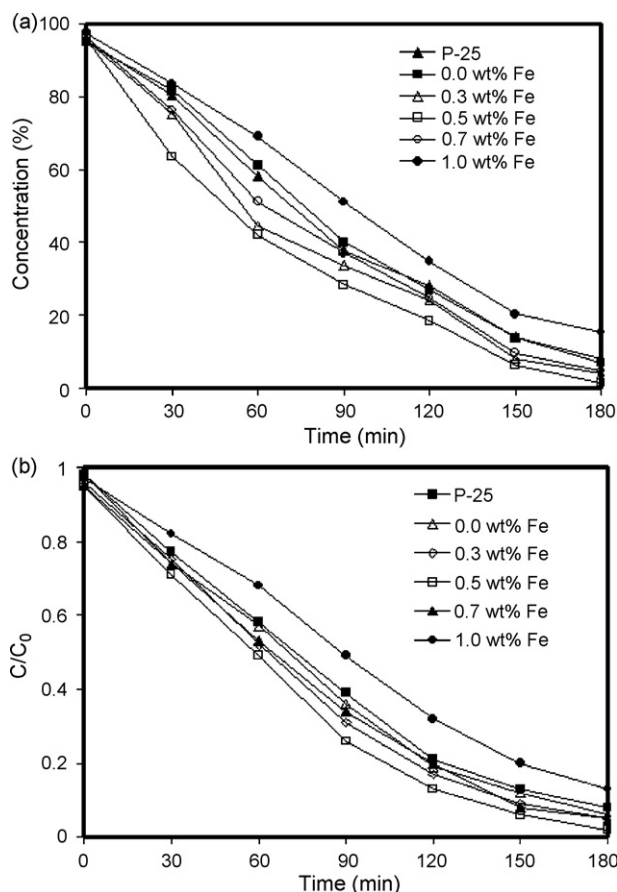 (a)
100
80
60
40
20
0
Concentration (%)
P-25
0.0 wt% Fe
0.3 wt% Fe
0.5 wt% Fe
0.7 wt% Fe
1.0 wt% Fe
0 30 60 90 120 150 180
Time (min)
(b)
1
0.8
0.6
0.4
0.2
0
C/C0
P-25
0.0 wt% Fe
0.3 wt% Fe
0.5 wt% Fe
0.7 wt% Fe
1.0 wt% Fe
0 30 60 90 120 150 180
Time (min)